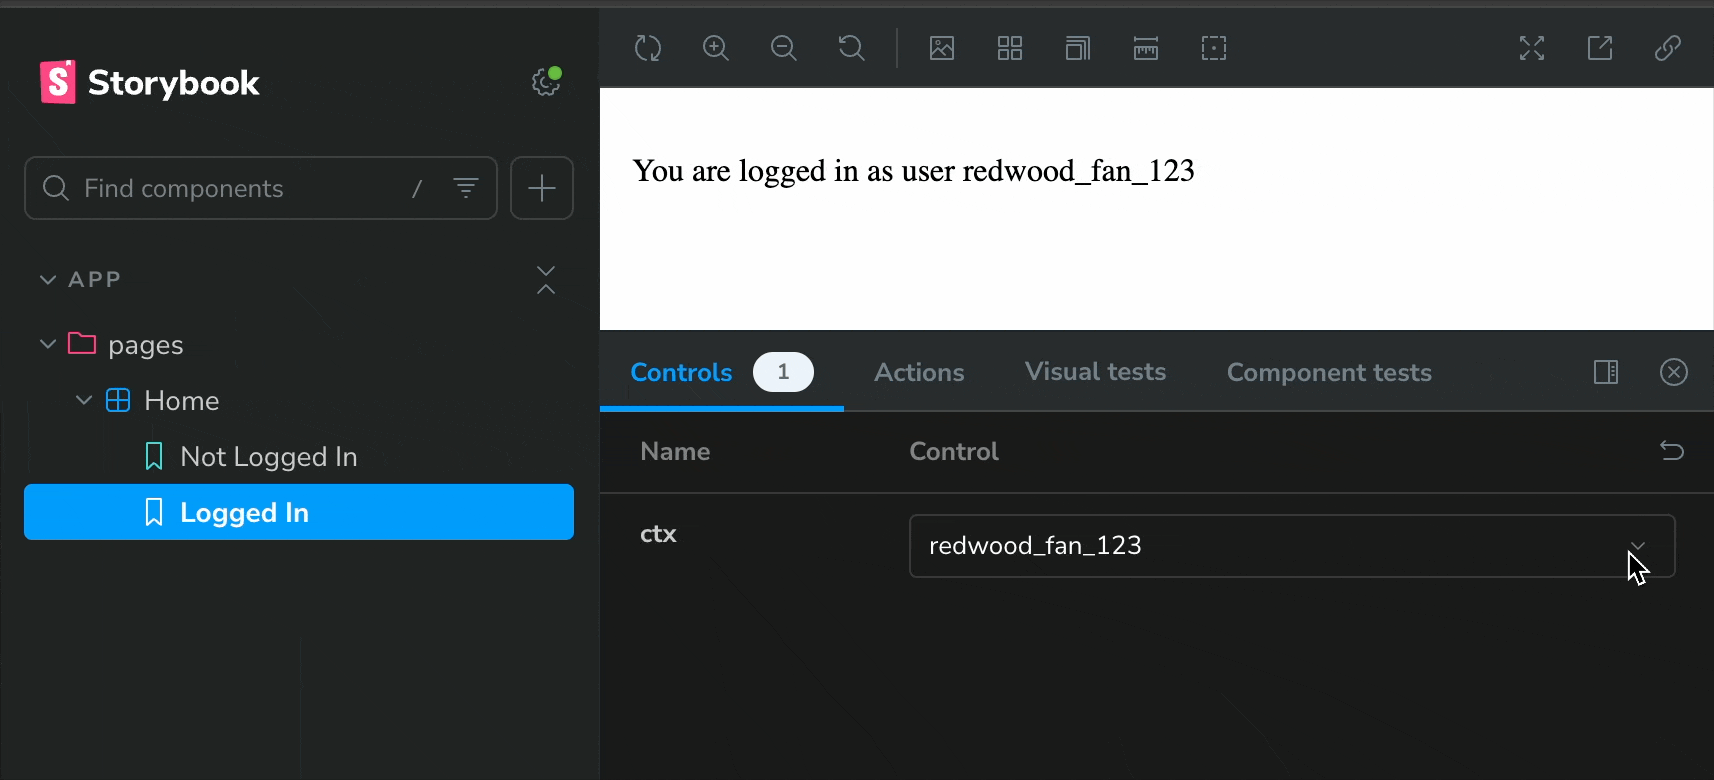 Storybook
Find components /
APP
pages
Home
Not Logged In
Logged In
You are logged in as user redwood_fan_123
Controls 1 Actions Visual tests Component tests
Name Control
ctx redwood_fan_123